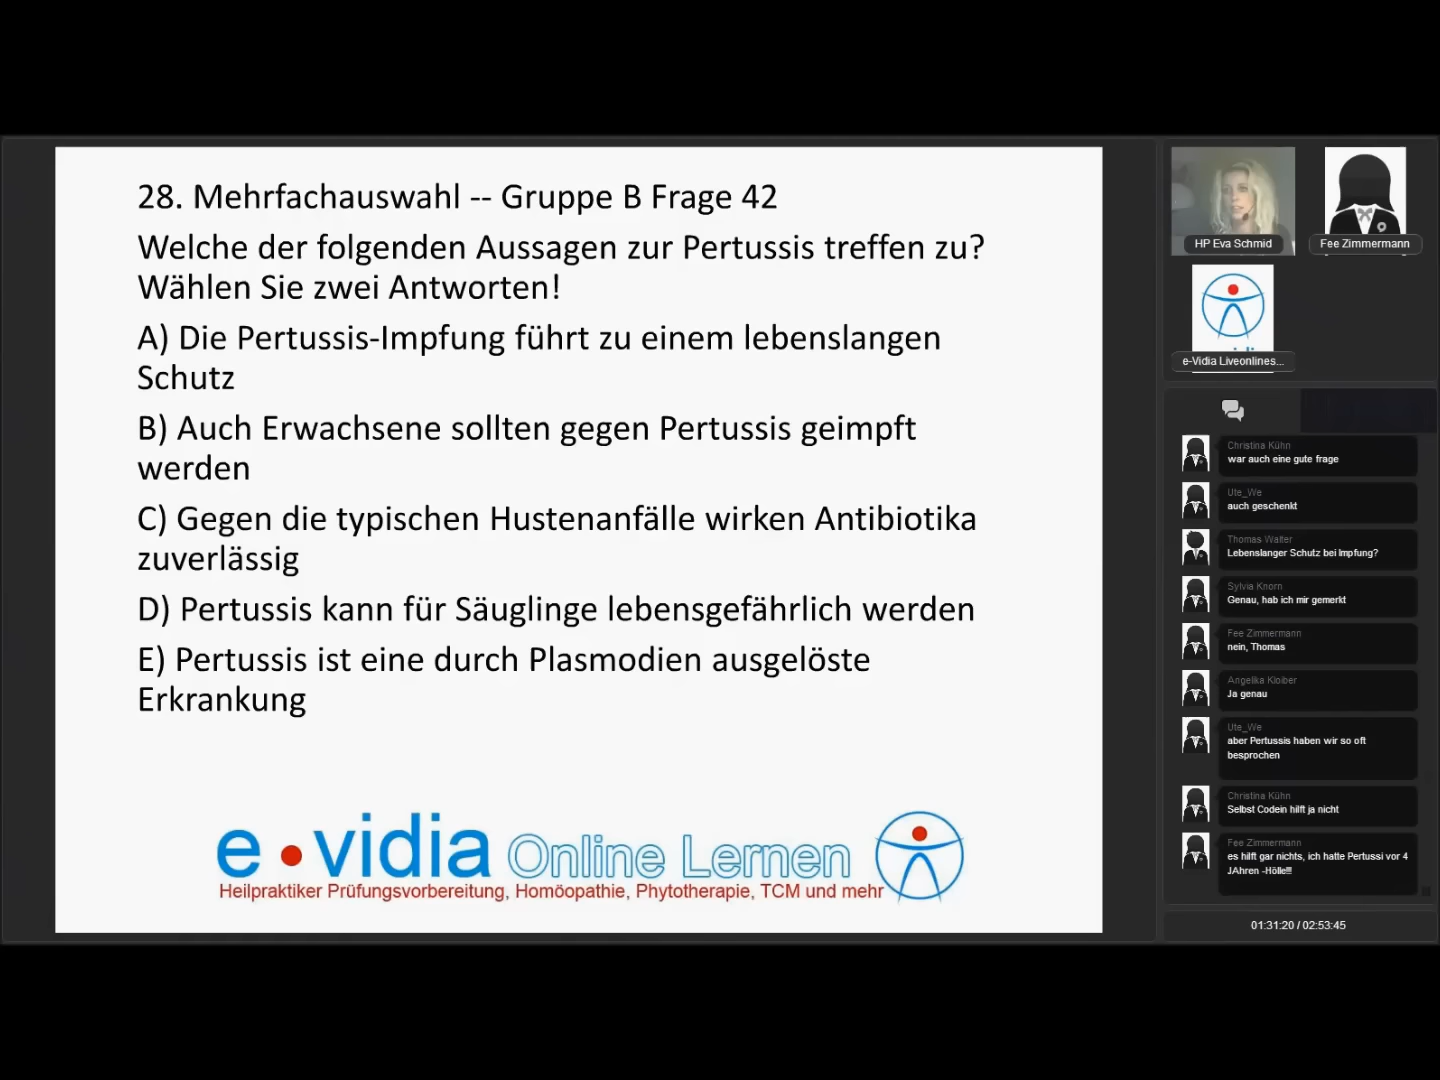 28. Mehrfachauswahl -- Gruppe B Frage 42
Welche der folgenden Aussagen zur Pertussis treffen zu?
Wählen Sie zwei Antworten!
A) Die Pertussis-Impfung führt zu einem lebenslangen
Schutz
B) Auch Erwachsene sollten gegen Pertussis geimpft
werden
C) Gegen die typischen Hustenanfälle wirken Antibiotika
zuverlässig
D) Pertussis kann für Säuglinge lebensgefährlich werden
E) Pertussis ist eine durch Plasmodien ausgelöste
Erkrankung
e•vidia Online Lernen
Heilpraktiker Prüfungsvorbereitung, Homöopathie, Phytotherapie, TCM und mehr
HP Eva Schmid
Fee Zimmermann
e-Vidia Liveonlines...
Christina Kühn
war auch eine gute frage
Ute_We
auch geschenkt
Thomas Walter
Lebenslanger Schutz bei Impfung?
Sylvia Knorn
Genau, hab ich mir gemerkt
Fee Zimmermann
nein, Thomas
Angelika Kloiber
Ja genau
Ute_We
aber Pertussis haben wir so oft
besprochen
Christina Kühn
Selbst Codein hilft ja nicht
Fee Zimmermann
es hilft gar nichts, ich hatte Pertussi vor 4
JAhren -Hölle!!!
01:31:20 / 02:53:45